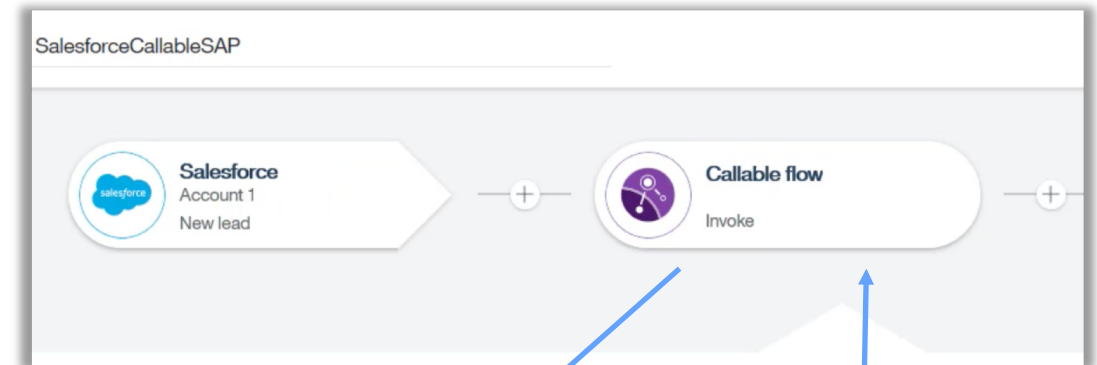 SalesforceCallableSAP
salesforce
Salesforce
Account 1
New lead
Callable flow
Invoke